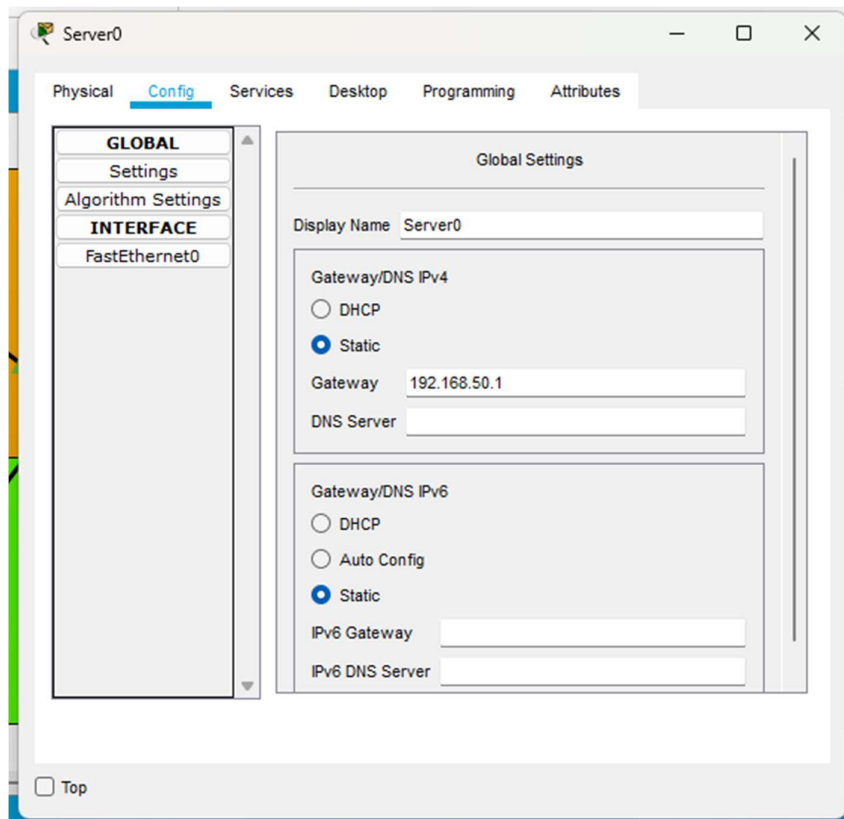 Server0
Physical Config Services Desktop Programming Attributes
GLOBAL
Settings
Algorithm Settings
INTERFACE
FastEthernet0
Global Settings
Display Name Server0
Gateway/DNS IPv4
DHCP
Static
Gateway 192.168.50.1
DNS Server
Gateway/DNS IPv6
DHCP
Auto Config
Static
IPv6 Gateway
IPv6 DNS Server
Top